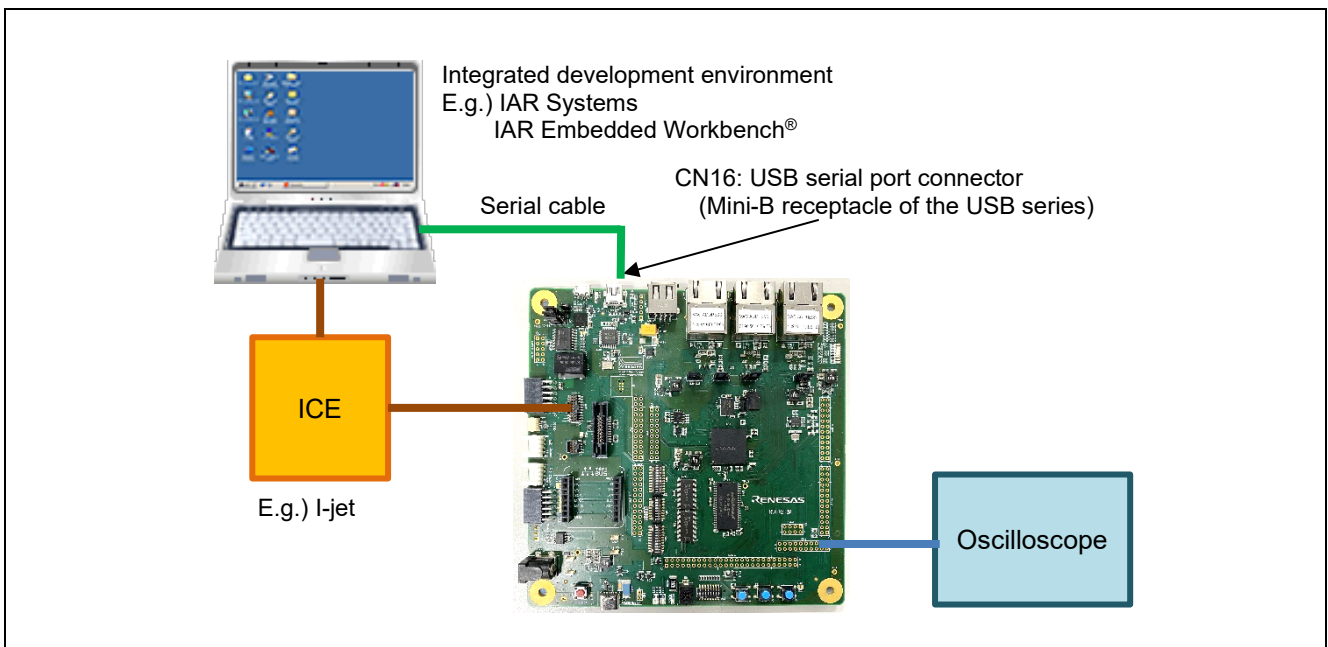 Integrated development environment
E.g.) IAR Systems
IAR Embedded Workbench®
CN16: USB serial port connector
(Mini-B receptacle of the USB series)
Serial cable
ICE
E.g.) I-jet
RENESAS
Oscilloscope